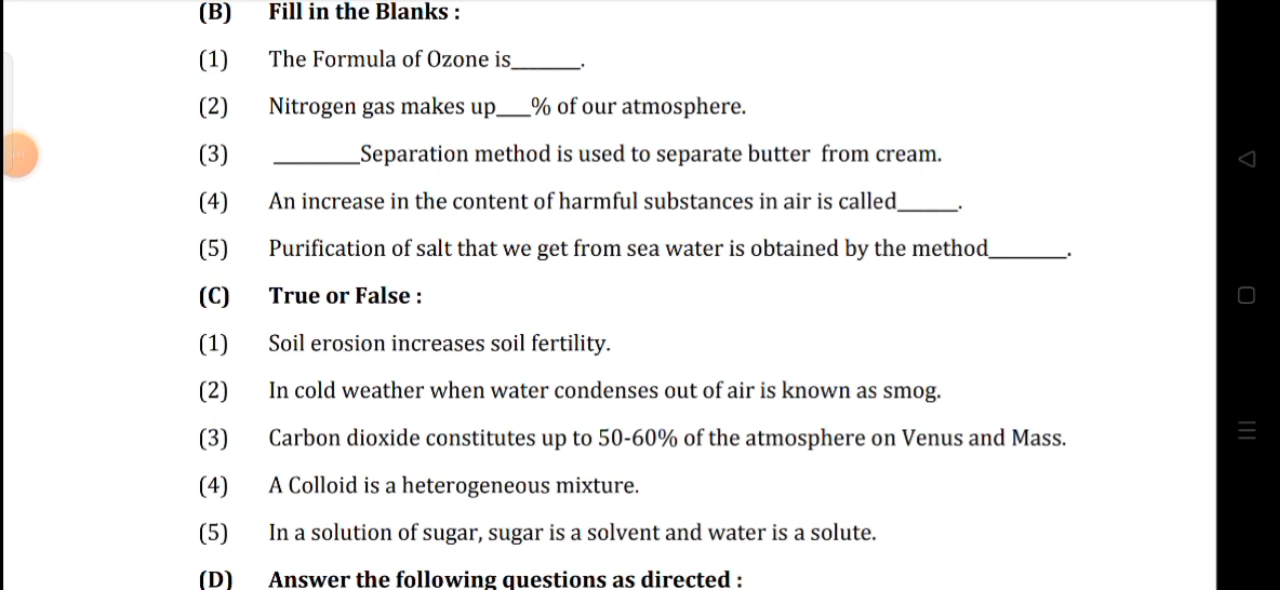 (B) Fill in the Blanks :
(1) The Formula of Ozone is______.
(2) Nitrogen gas makes up___% of our atmosphere.
(3) ________Separation method is used to separate butter from cream.
(4) An increase in the content of harmful substances in air is called_____.
(5) Purification of salt that we get from sea water is obtained by the method_______.
(C) True or False :
(1) Soil erosion increases soil fertility.
(2) In cold weather when water condenses out of air is known as smog.
(3) Carbon dioxide constitutes up to 50-60% of the atmosphere on Venus and Mass.
(4) A Colloid is a heterogeneous mixture.
(5) In a solution of sugar, sugar is a solvent and water is a solute.
(D) Answer the following questions as directed :